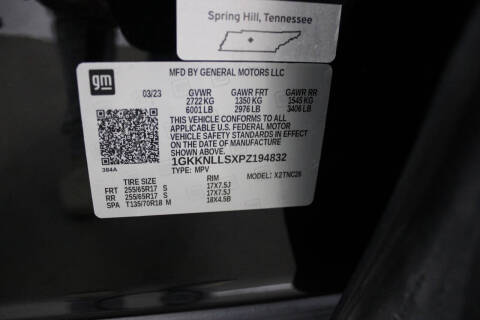 Spring Hill, Tennessee
gm
MFD BY GENERAL MOTORS LLC
03/23 GVWR GAWR FRT GAWR RR
2722 KG 1350 KG 1545 KG
6001 LB 2976 LB 3406 LB
THIS VEHICLE CONFORMS TO ALL
APPLICABLE U.S. FEDERAL MOTOR
VEHICLE SAFETY STANDARDS IN EFFECT
ON THE DATE OF MANUFACTURE
SHOWN ABOVE.
384A 1GKKNLLSXPZ194832
TYPE: MPV MODEL: X2TNC26
TIRE SIZE RIM
FRT 255/65R17 S 17X7.5J
RR 255/65R17 S 17X7.5J
SPA T135/70R18 M 18X4.5B